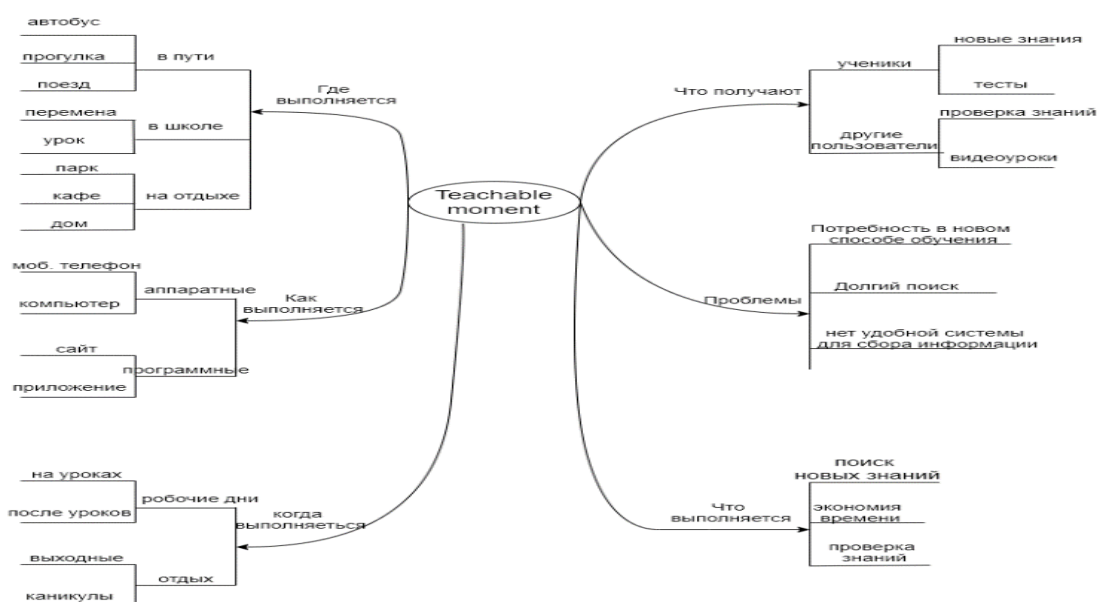 автобус
прогулка
в пути
поезд
Где
выполняется
перемена
в школе
урок
парк
кафе
на отдыхе
дом
моб. телефон
аппаратные
компьютер
Как
выполняется
сайт
программные
приложение
на уроках
робочие дни
после уроков
когда
выполняеться
выходные
отдых
каникулы
Teachable
moment
Что получают
ученики
новые знания
тесты
другие
пользователи
проверка знаний
видеоуроки
Проблемы
Потребность в новом
способе обучения
Долгий поиск
нет удобной системы
для сбора информации
Что
выполняется
поиск
новых знаний
экономия
времени
проверка
знаний